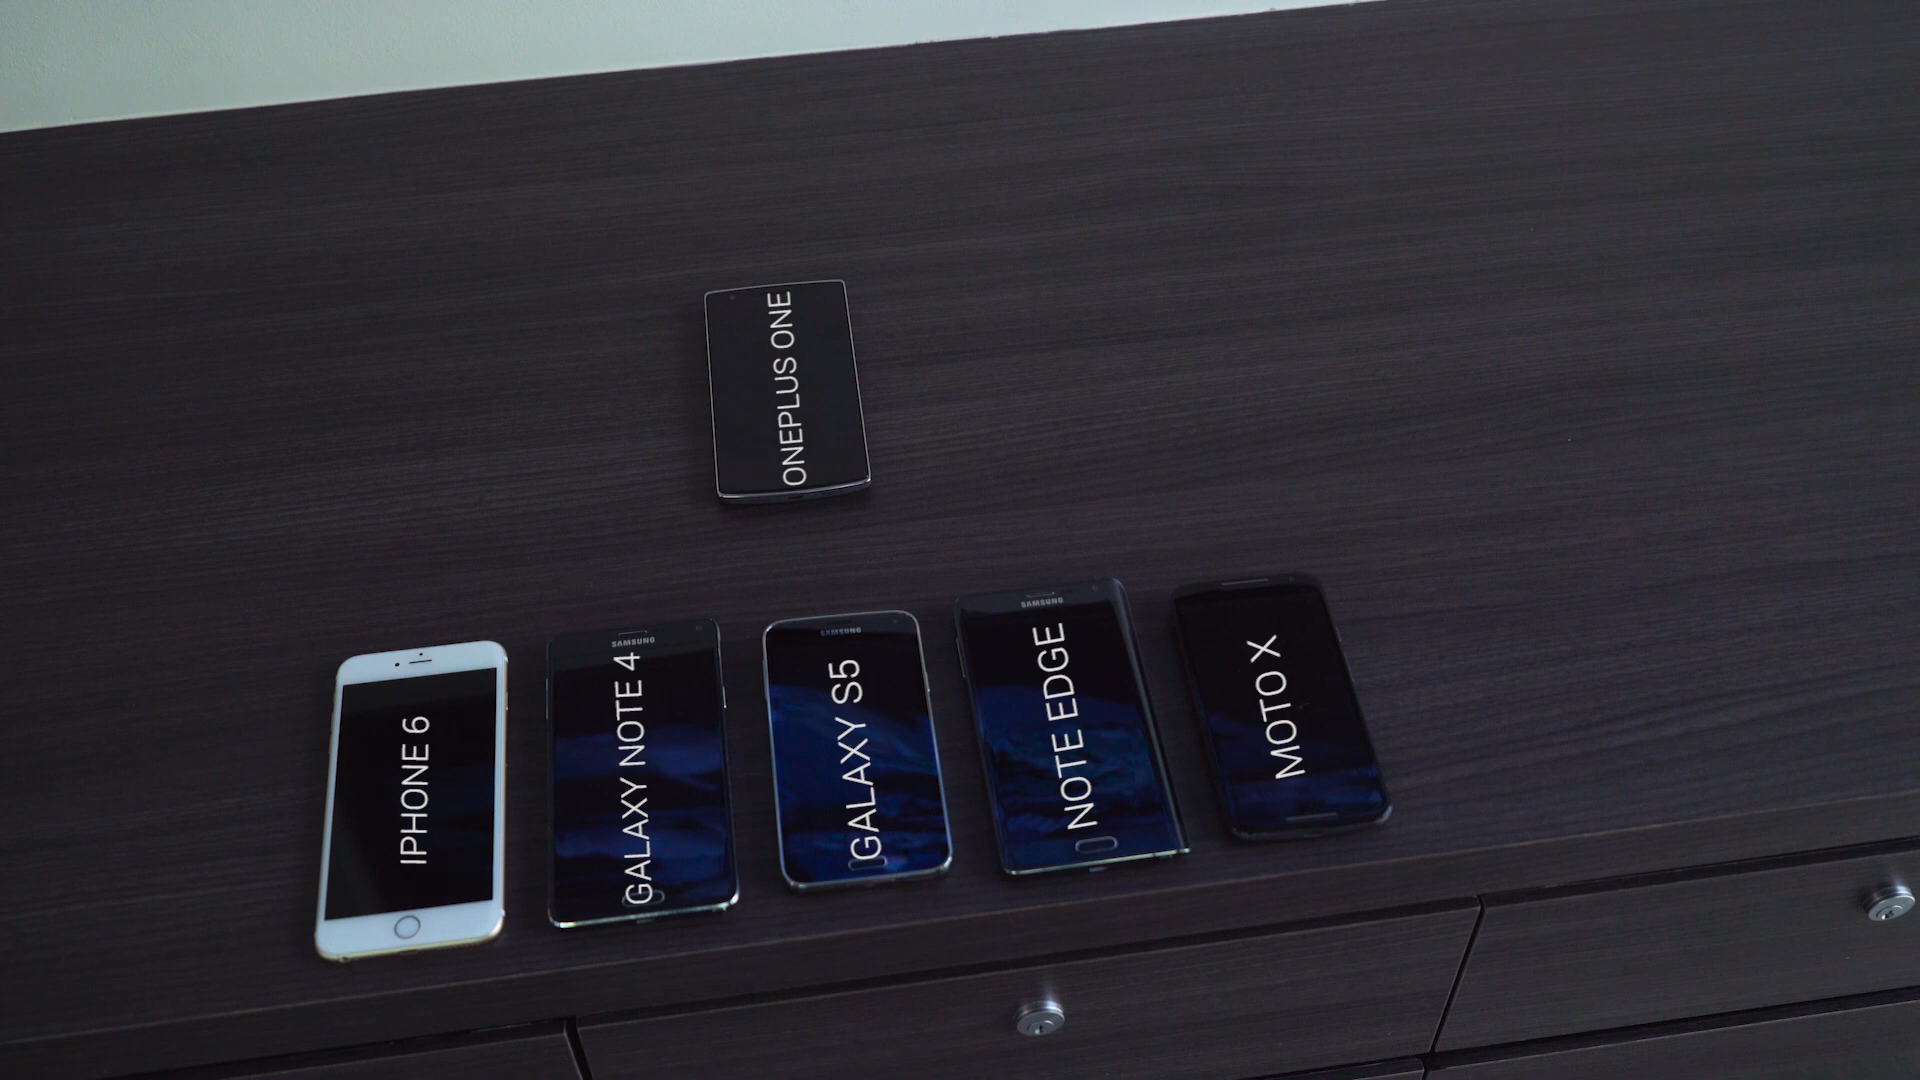 ONEPLUS ONE
IPHONE 6
SAMSUNG
GALAXY NOTE 4
SAMSUNG
GALAXY S5
SAMSUNG
NOTE EDGE
MOTO X